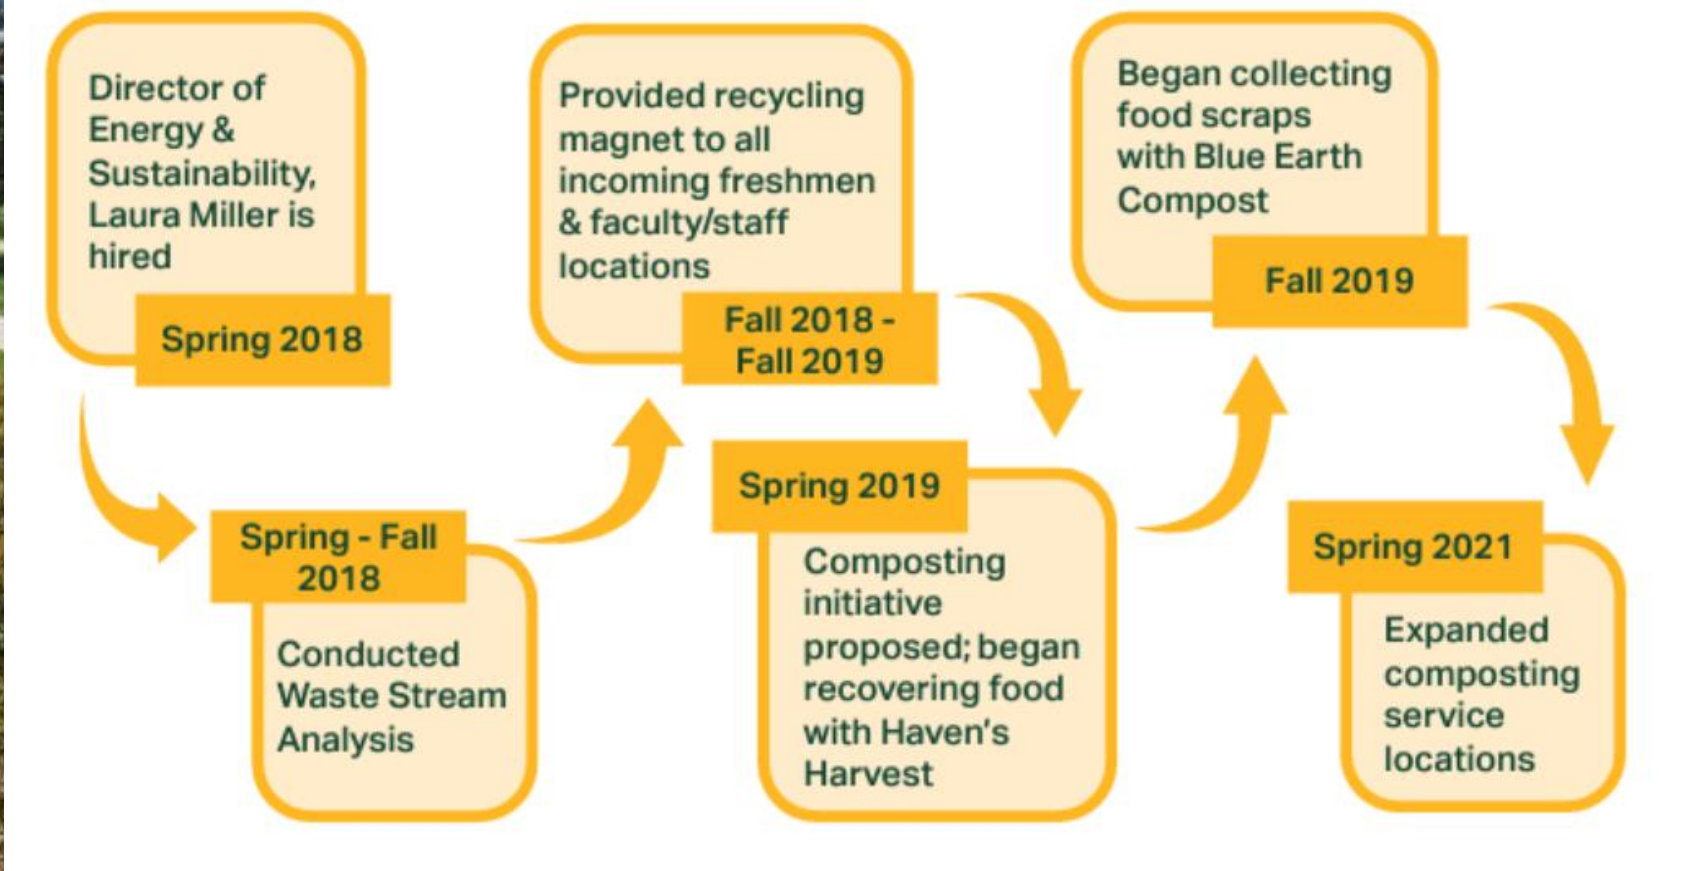 Director of
Energy &
Sustainability,
Laura Miller is
hired
Spring 2018
Spring - Fall
2018
Conducted
Waste Stream
Analysis
Provided recycling
magnet to all
incoming freshmen
& faculty/staff
locations
Fall 2018 -
Fall 2019
Spring 2019
Composting
initiative
proposed; began
recovering food
with Haven's
Harvest
Began collecting
food scraps
with Blue Earth
Compost
Fall 2019
Spring 2021
Expanded
composting
service
locations